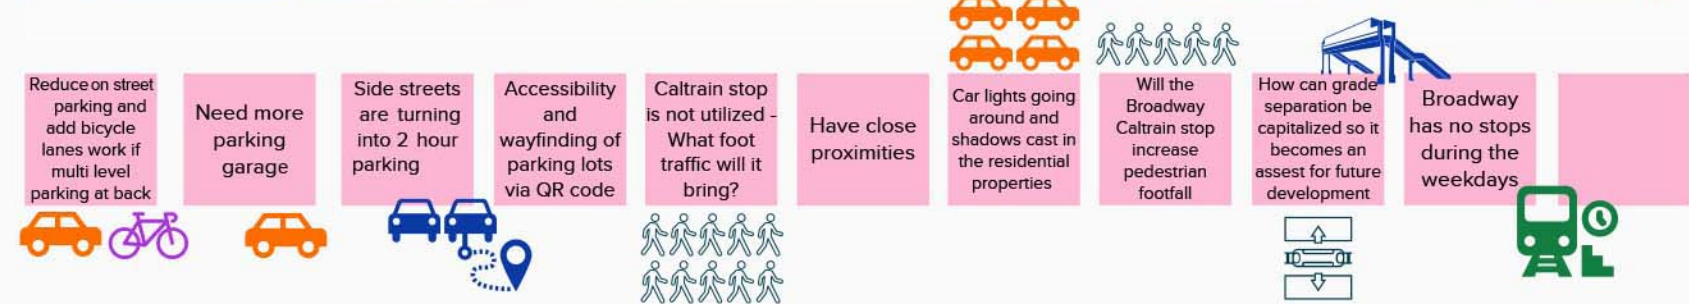 Reduce on street
parking and
add bicycle
lanes work if
multi level
parking at back
Need more
parking
garage
Side streets
are turning
into 2 hour
parking
Accessibility
and
wayfinding of
parking lots
via QR code
Caltrain stop
is not utilized -
What foot
traffic will it
bring?
Have close
proximities
Car lights going
around and
shadows cast in
the residential
properties
Will the
Broadway
Caltrain stop
increase
pedestrian
footfall
How can grade
separation be
capitalized so it
becomes an
assest for future
development
Broadway
has no stops
during the
weekdays